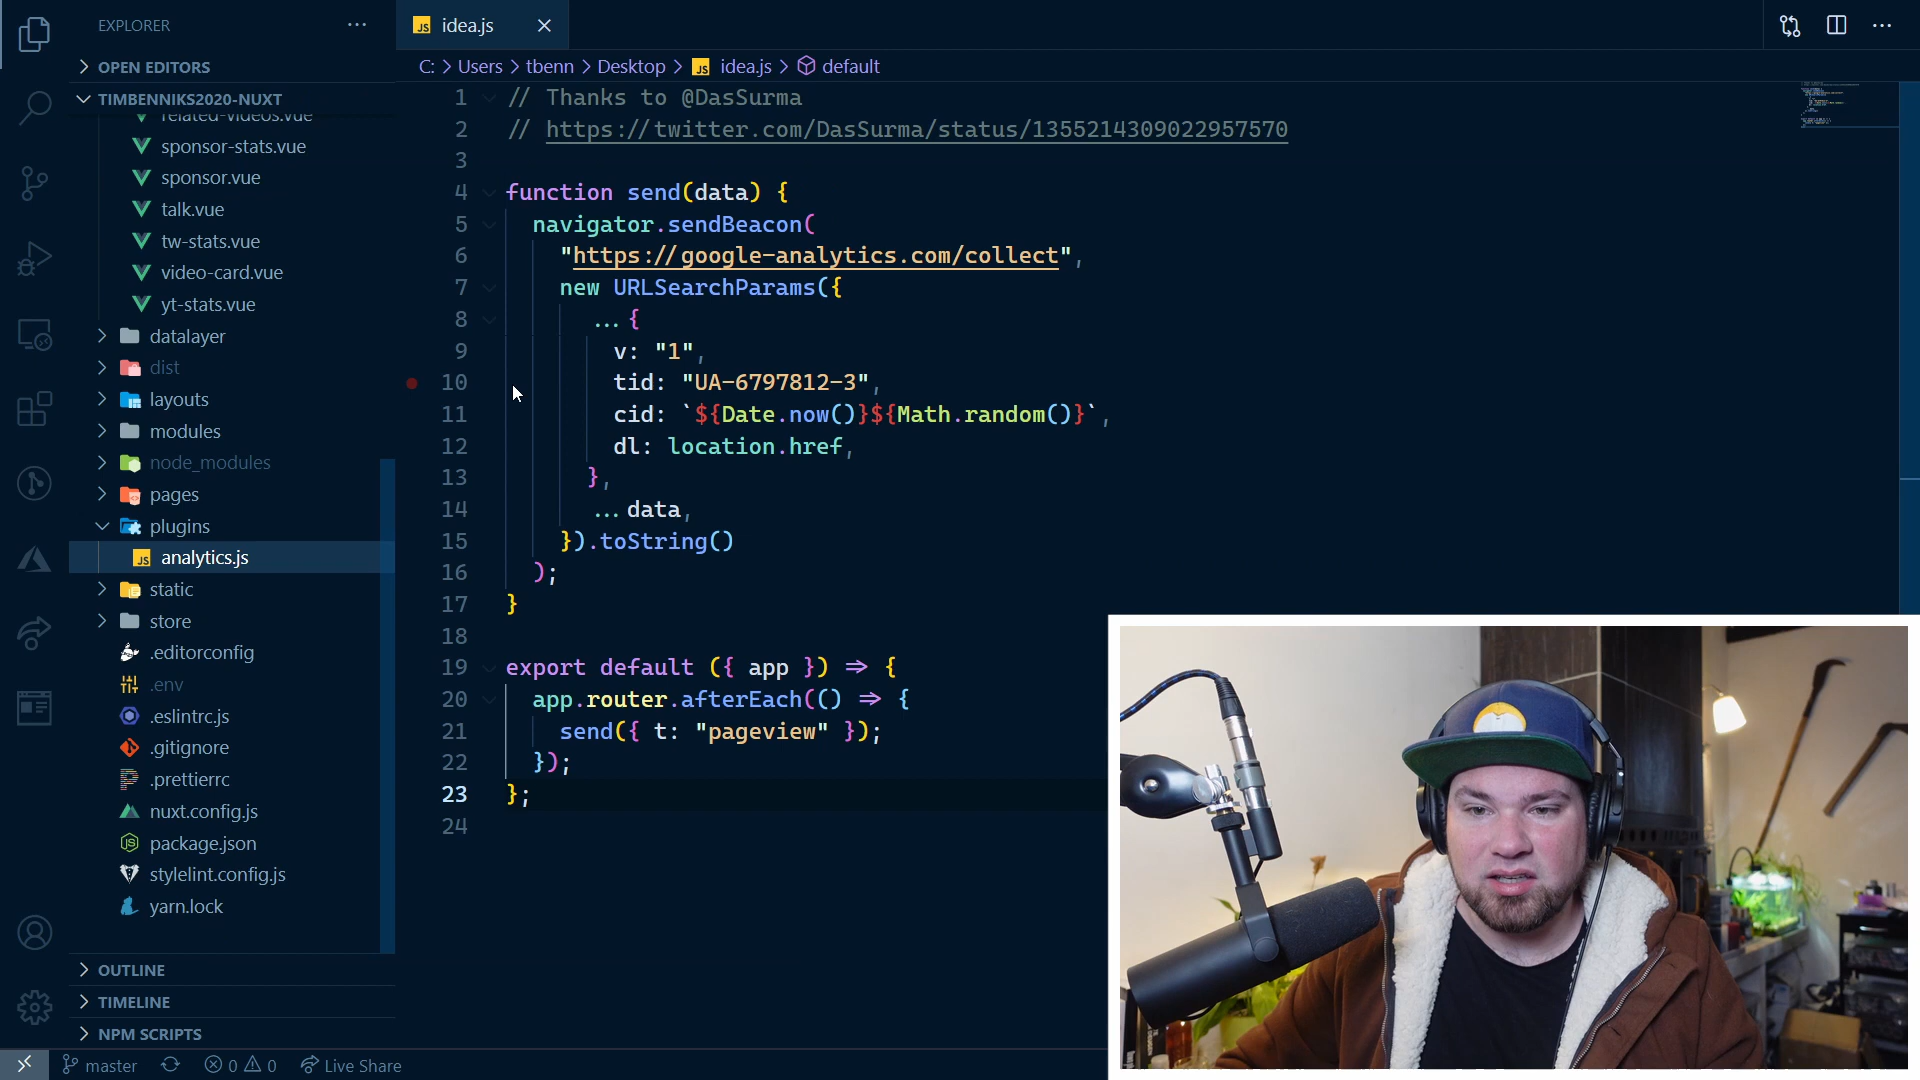 EXPLORER
OPEN EDITORS
TIMBENNIKS2020-NUXT
related-videos.vue
sponsor-stats.vue
sponsor.vue
talk.vue
tw-stats.vue
video-card.vue
yt-stats.vue
datalayer
dist
layouts
modules
node_modules
pages
plugins
JS analytics.js
static
store
.editorconfig
.env
.eslintrc.js
.gitignore
.prettierrc
nuxt.config.js
package.json
stylelint.config.js
yarn.lock
OUTLINE
TIMELINE
NPM SCRIPTS
JS idea.js
C: > Users > tbenn > Desktop > JS idea.js > default
1 // Thanks to @DasSurma
2 // https://twitter.com/DasSurma/status/1355214309022957570
3
4 function send(data) {
5 navigator.sendBeacon(
6 "https://google-analytics.com/collect",
7 new URLSearchParams({
8 ...{
9 v: "1",
10 tid: "UA-6797812-3",
11 cid: `${Date.now()}${Math.random()}`,
12 dl: location.href,
13 },
14 ...data,
15 }).toString()
16 );
17 }
18
19 export default ({ app }) => {
20 app.router.afterEach(() => {
21 send({ t: "pageview" });
22 });
23 };
24
master 0 0 Live Share